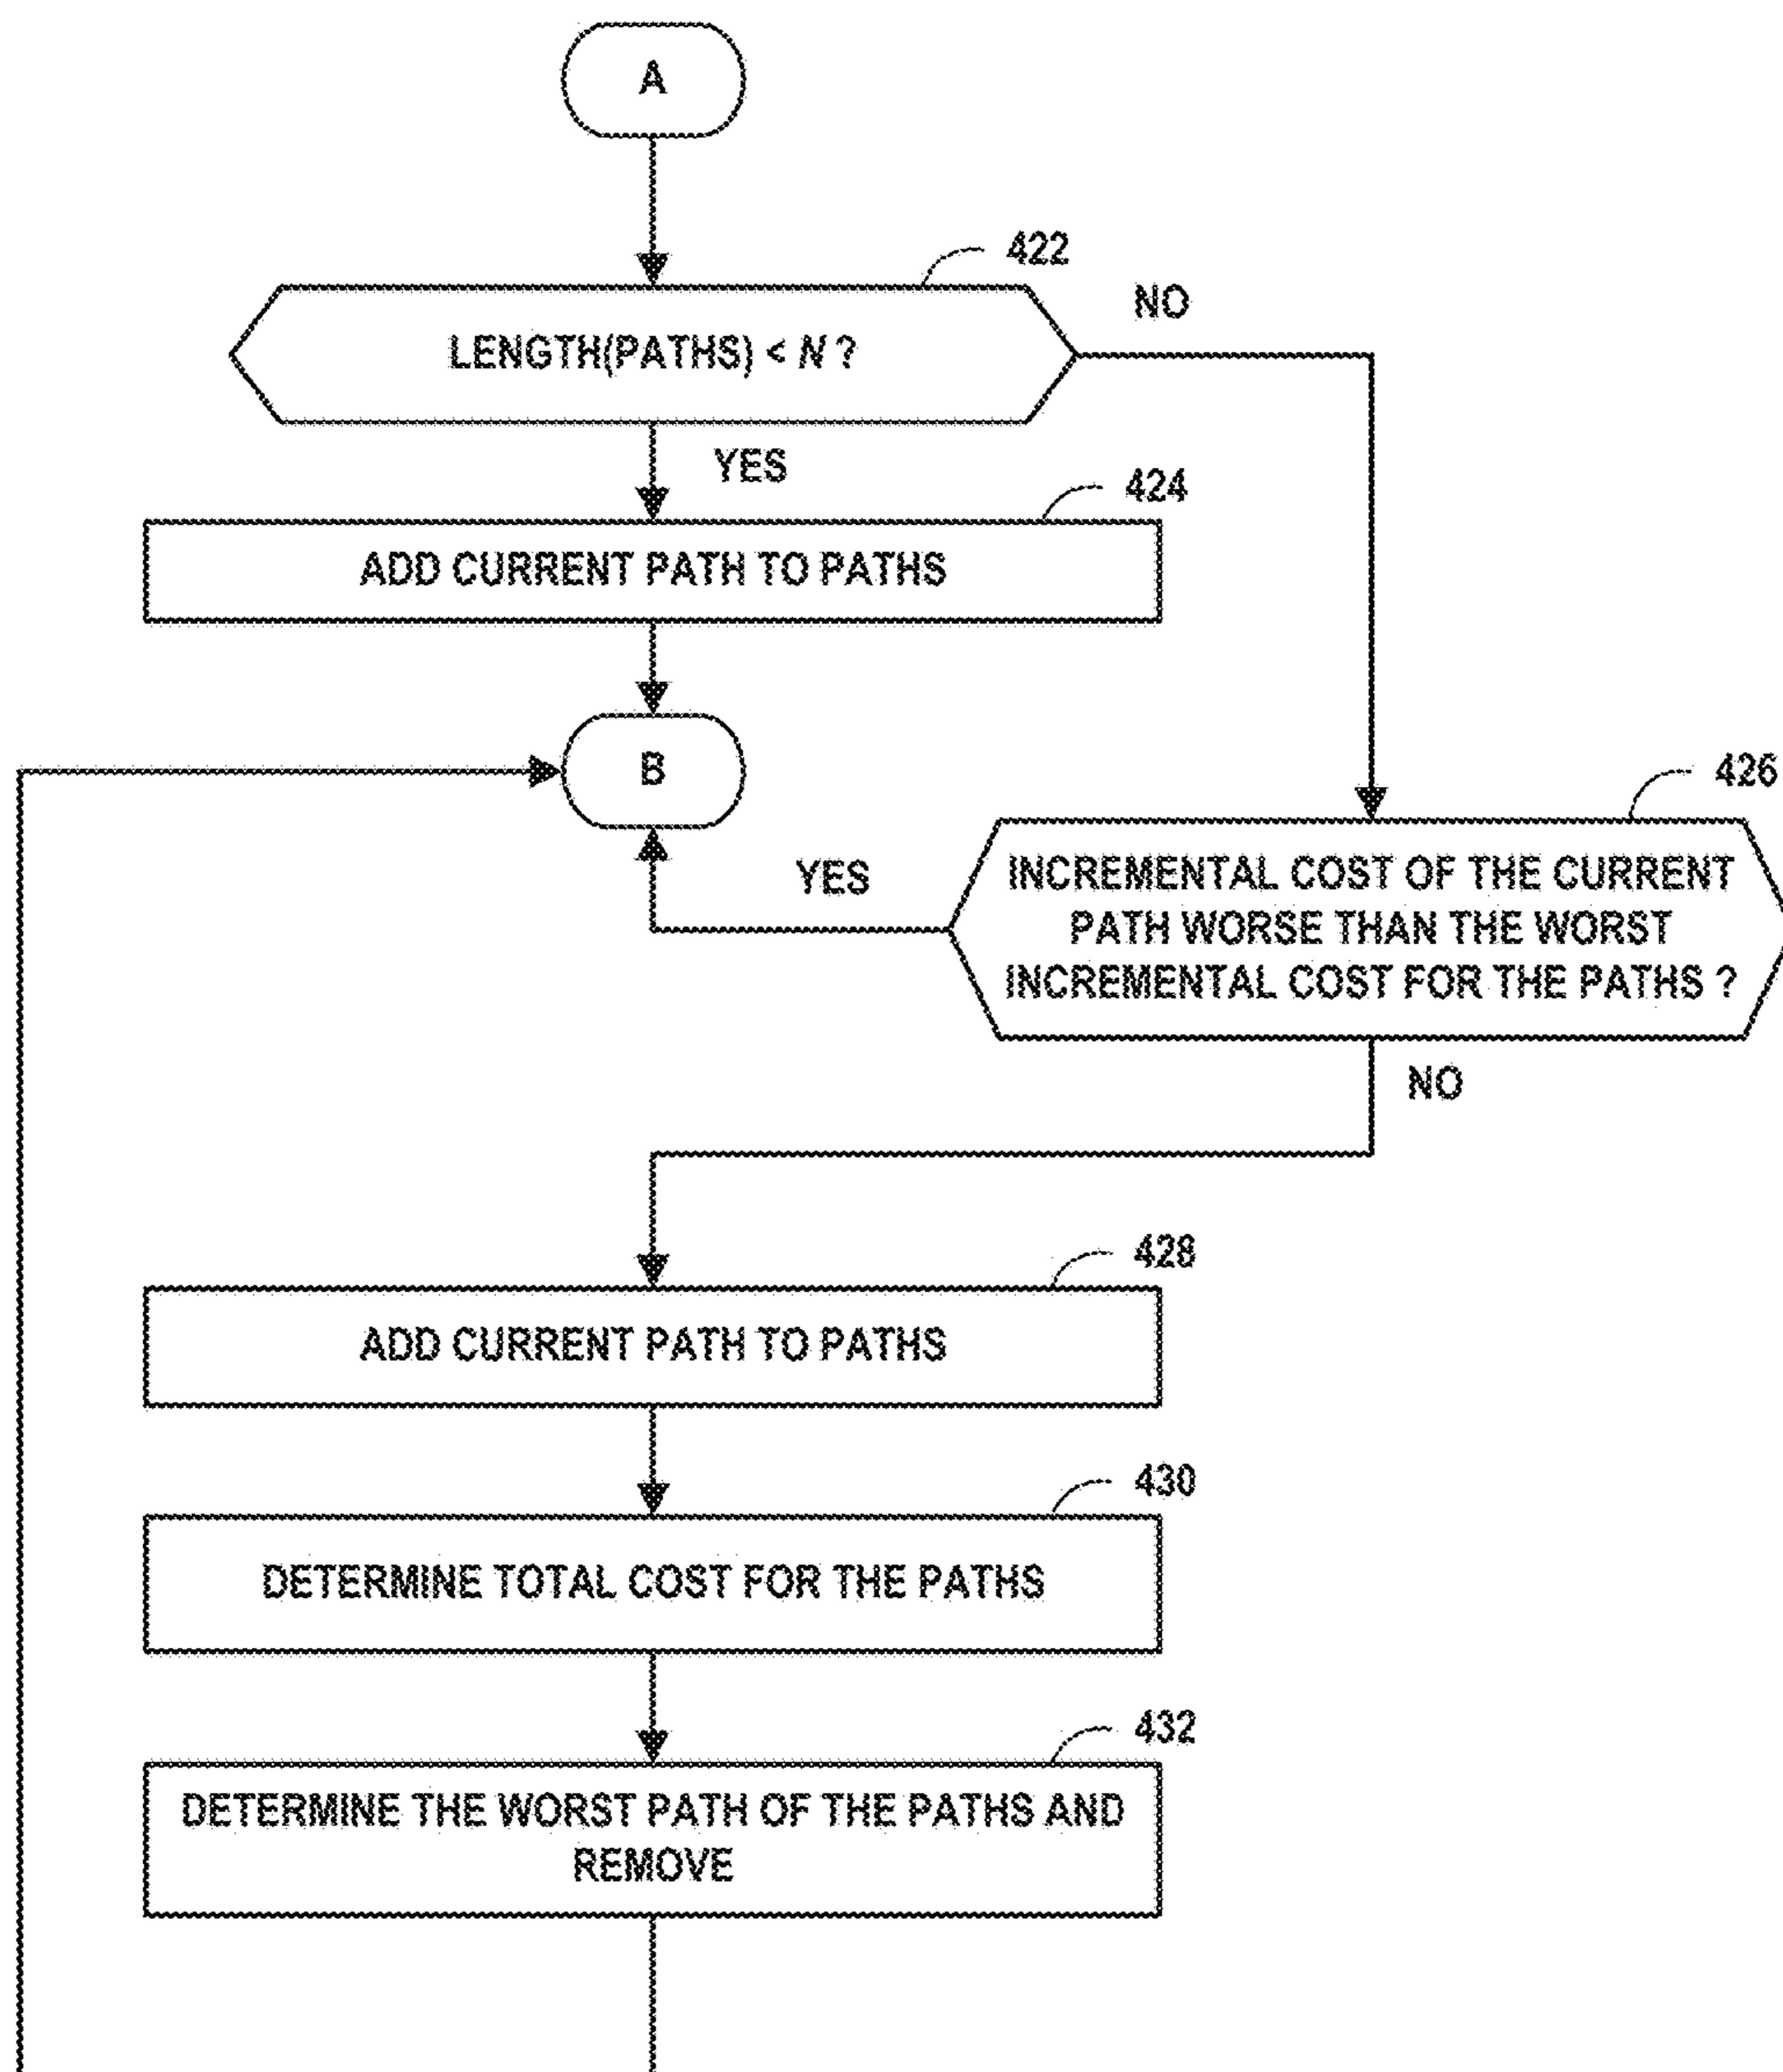 A
422
NO
LENGTH(PATHS) < N ?
YES
424
ADD CURRENT PATH TO PATHS
B
426
YES
INCREMENTAL COST OF THE CURRENT
PATH WORSE THAN THE WORST
INCREMENTAL COST FOR THE PATHS ?
NO
428
ADD CURRENT PATH TO PATHS
430
DETERMINE TOTAL COST FOR THE PATHS
432
DETERMINE THE WORST PATH OF THE PATHS AND
REMOVE